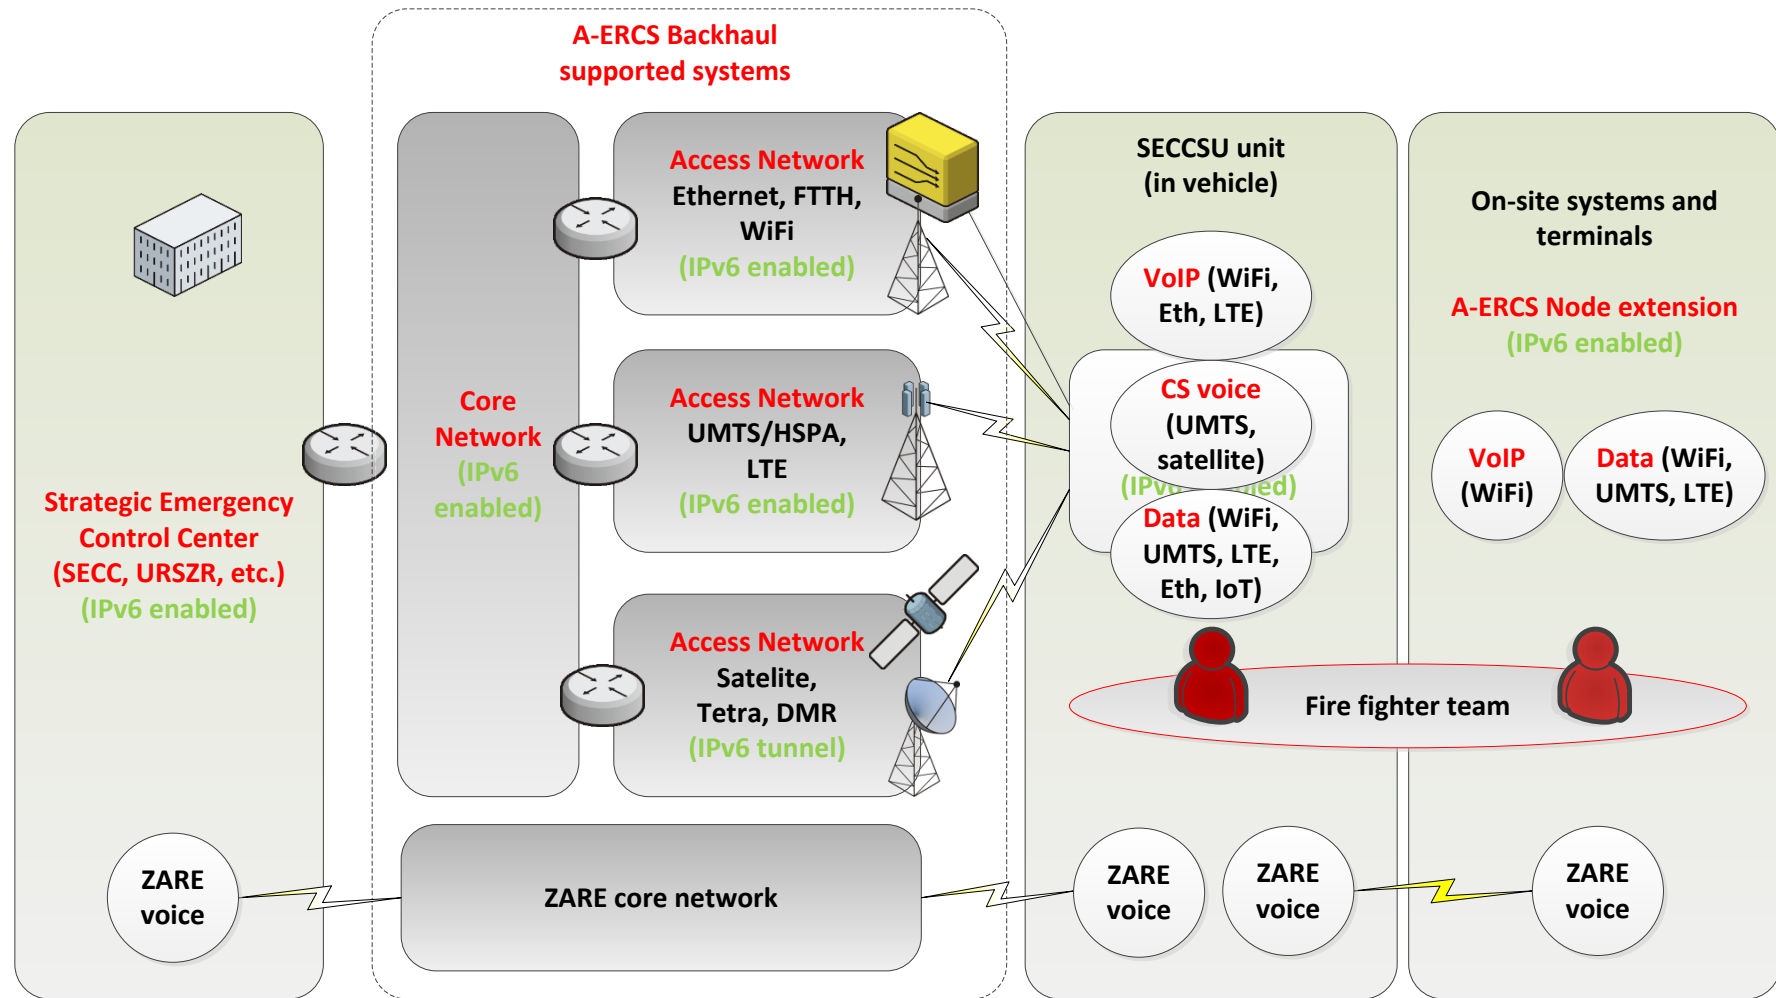 A-ERCS Backhaul
supported systems
Strategic Emergency
Control Center
(SECC, URSZR, etc.)
(IPv6 enabled)
ZARE
voice
Core
Network
(IPv6
enabled)
Access Network
Ethernet, FTTH,
WiFi
(IPv6 enabled)
Access Network
UMTS/HSPA,
LTE
(IPv6 enabled)
Access Network
Satelite,
Tetra, DMR
(IPv6 tunnel)
ZARE core network
SECCSU unit
(in vehicle)
VoIP (WiFi,
Eth, LTE)
CS voice
(UMTS,
satellite)
Data (WiFi,
UMTS, LTE,
Eth, IoT)
ZARE
voice
ZARE
voice
On-site systems and
terminals
A-ERCS Node extension
(IPv6 enabled)
VoIP
(WiFi)
Data (WiFi,
UMTS, LTE)
Fire fighter team
ZARE
voice